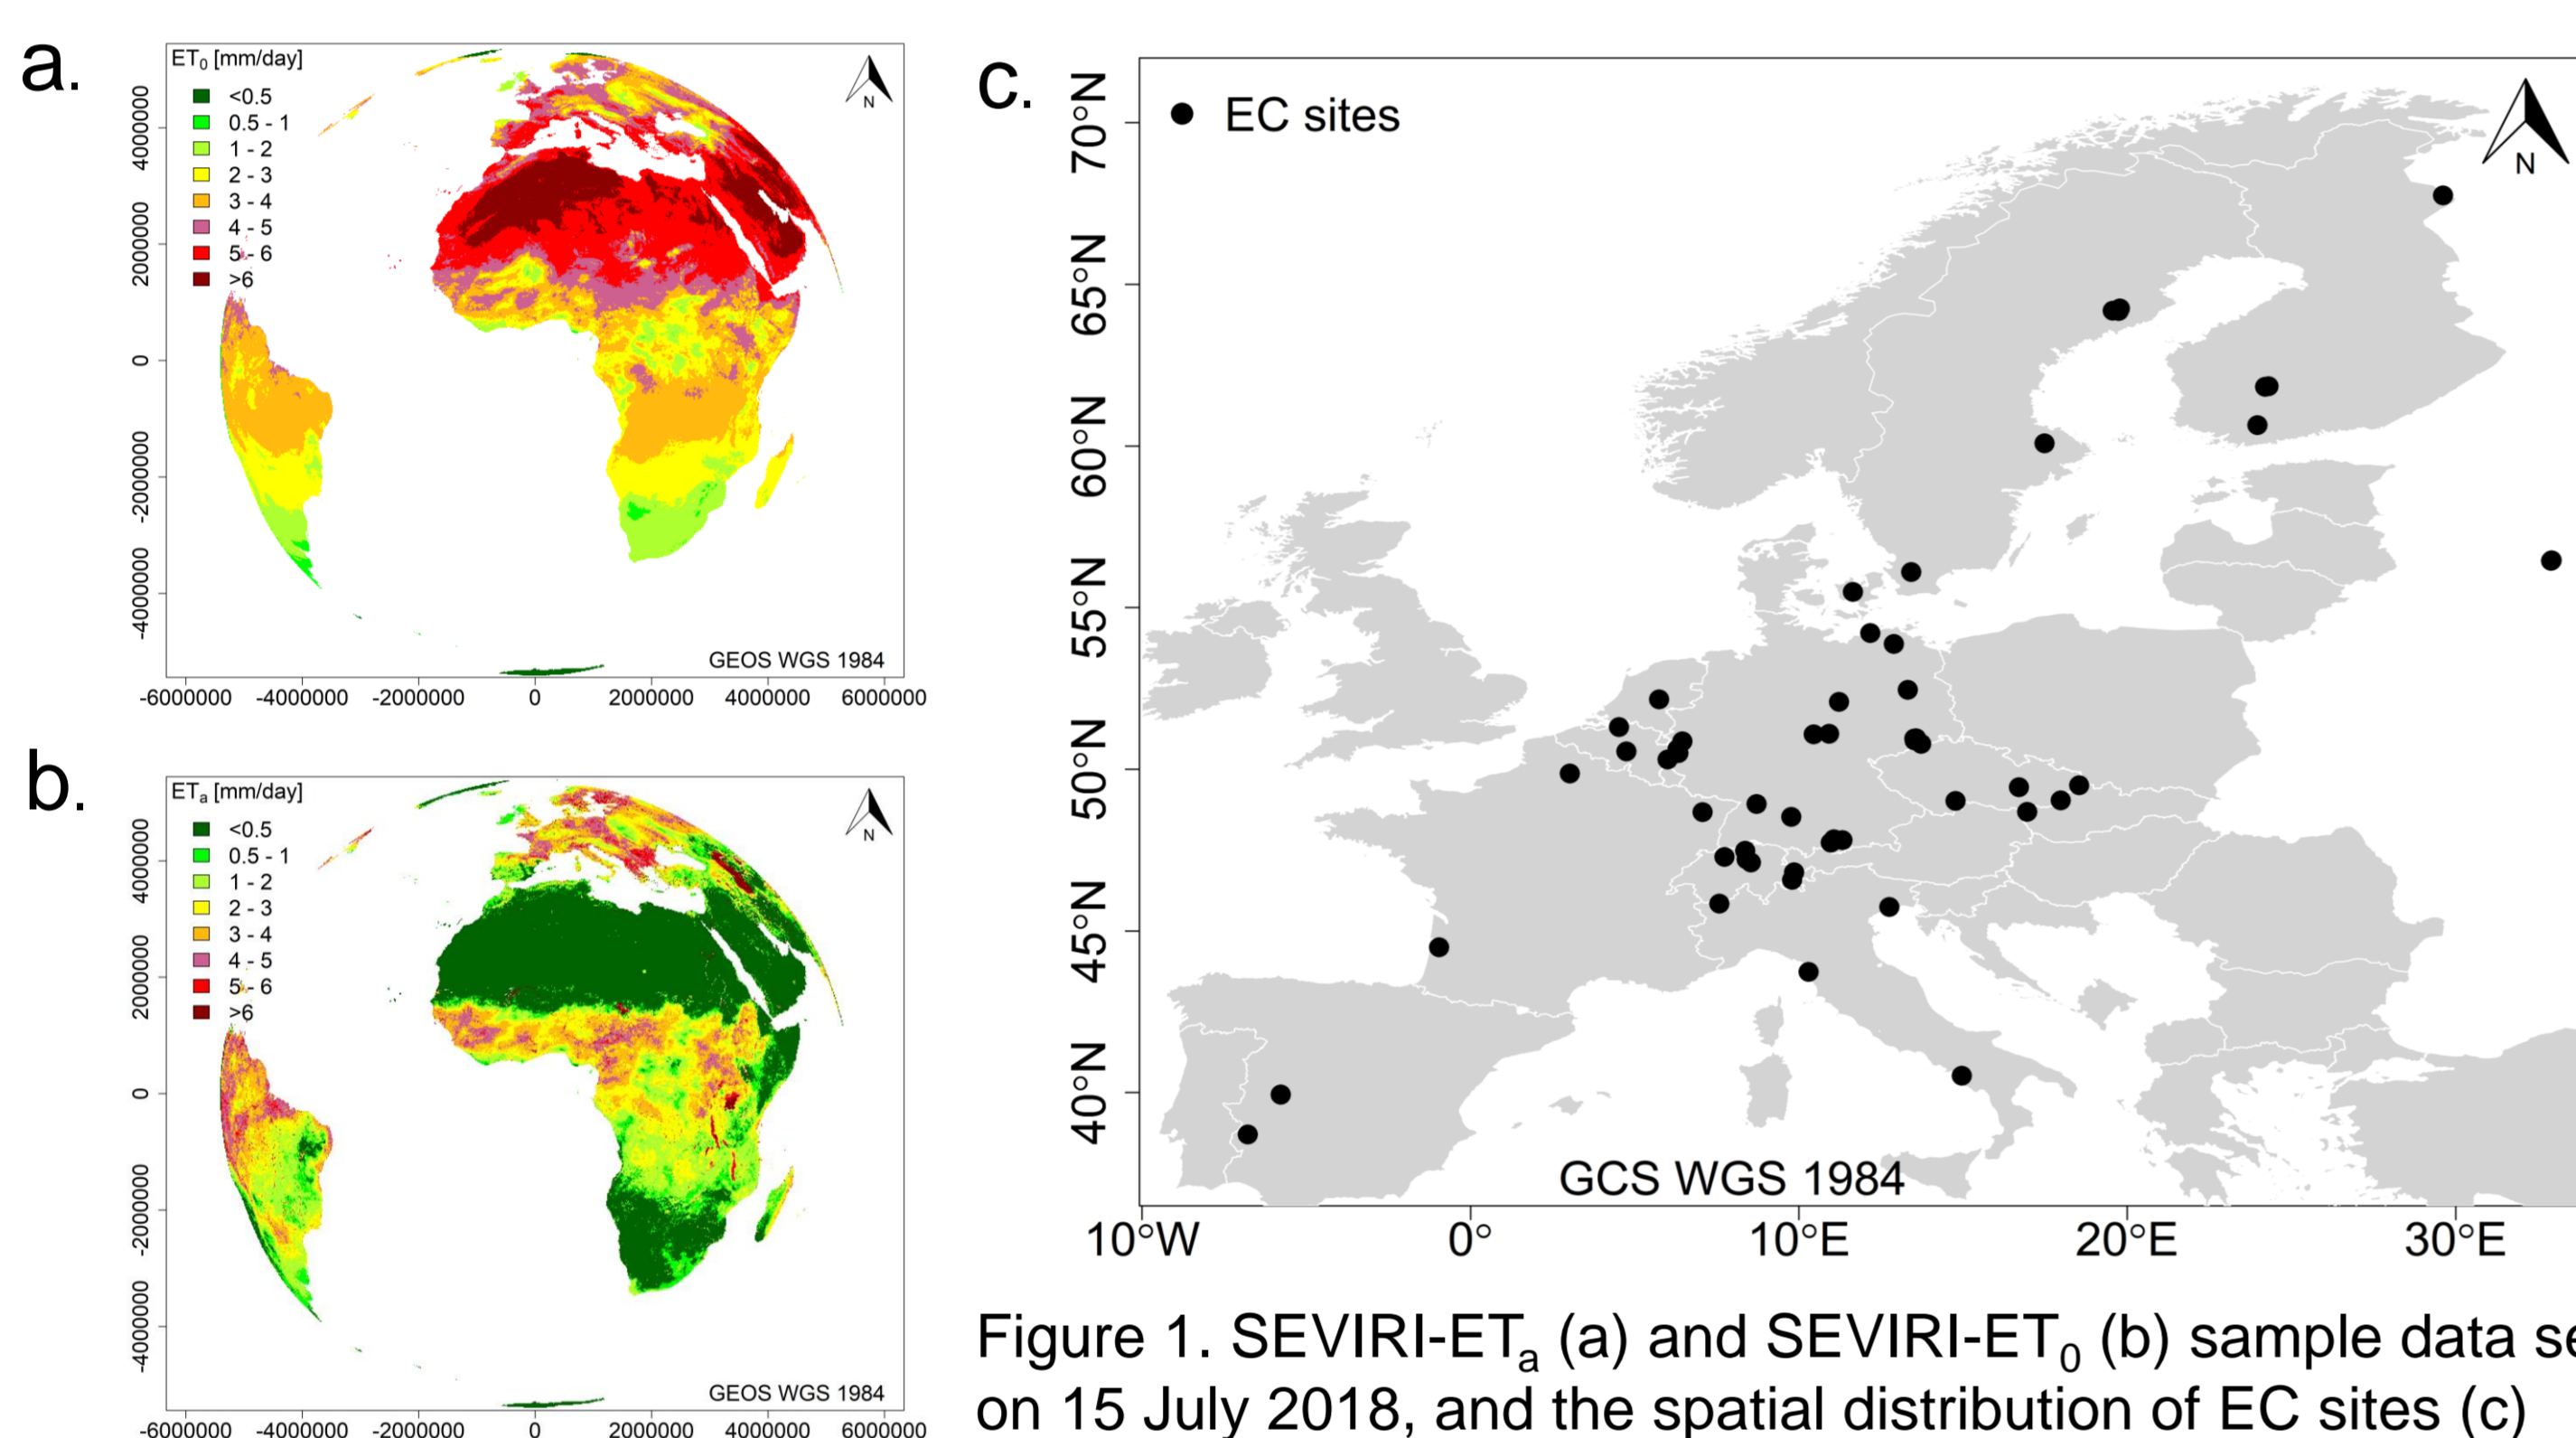 a.
ET₀ [mm/day]
<0.5
0.5 - 1
1 - 2
2 - 3
3 - 4
4 - 5
5 - 6
>6
N
4000000
2000000
0
-2000000
-4000000
GEOS WGS 1984
-6000000 -4000000 -2000000 0 2000000 4000000 6000000
b.
ETₐ [mm/day]
<0.5
0.5 - 1
1 - 2
2 - 3
3 - 4
4 - 5
5 - 6
>6
N
4000000
2000000
0
-2000000
-4000000
GEOS WGS 1984
-6000000 -4000000 -2000000 0 2000000 4000000 6000000
c.
EC sites
N
70°N
65°N
60°N
55°N
50°N
45°N
40°N
GCS WGS 1984
10°W 0° 10°E 20°E 30°E
Figure 1. SEVIRI-ETₐ (a) and SEVIRI-ET₀ (b) sample data se
on 15 July 2018, and the spatial distribution of EC sites (c)